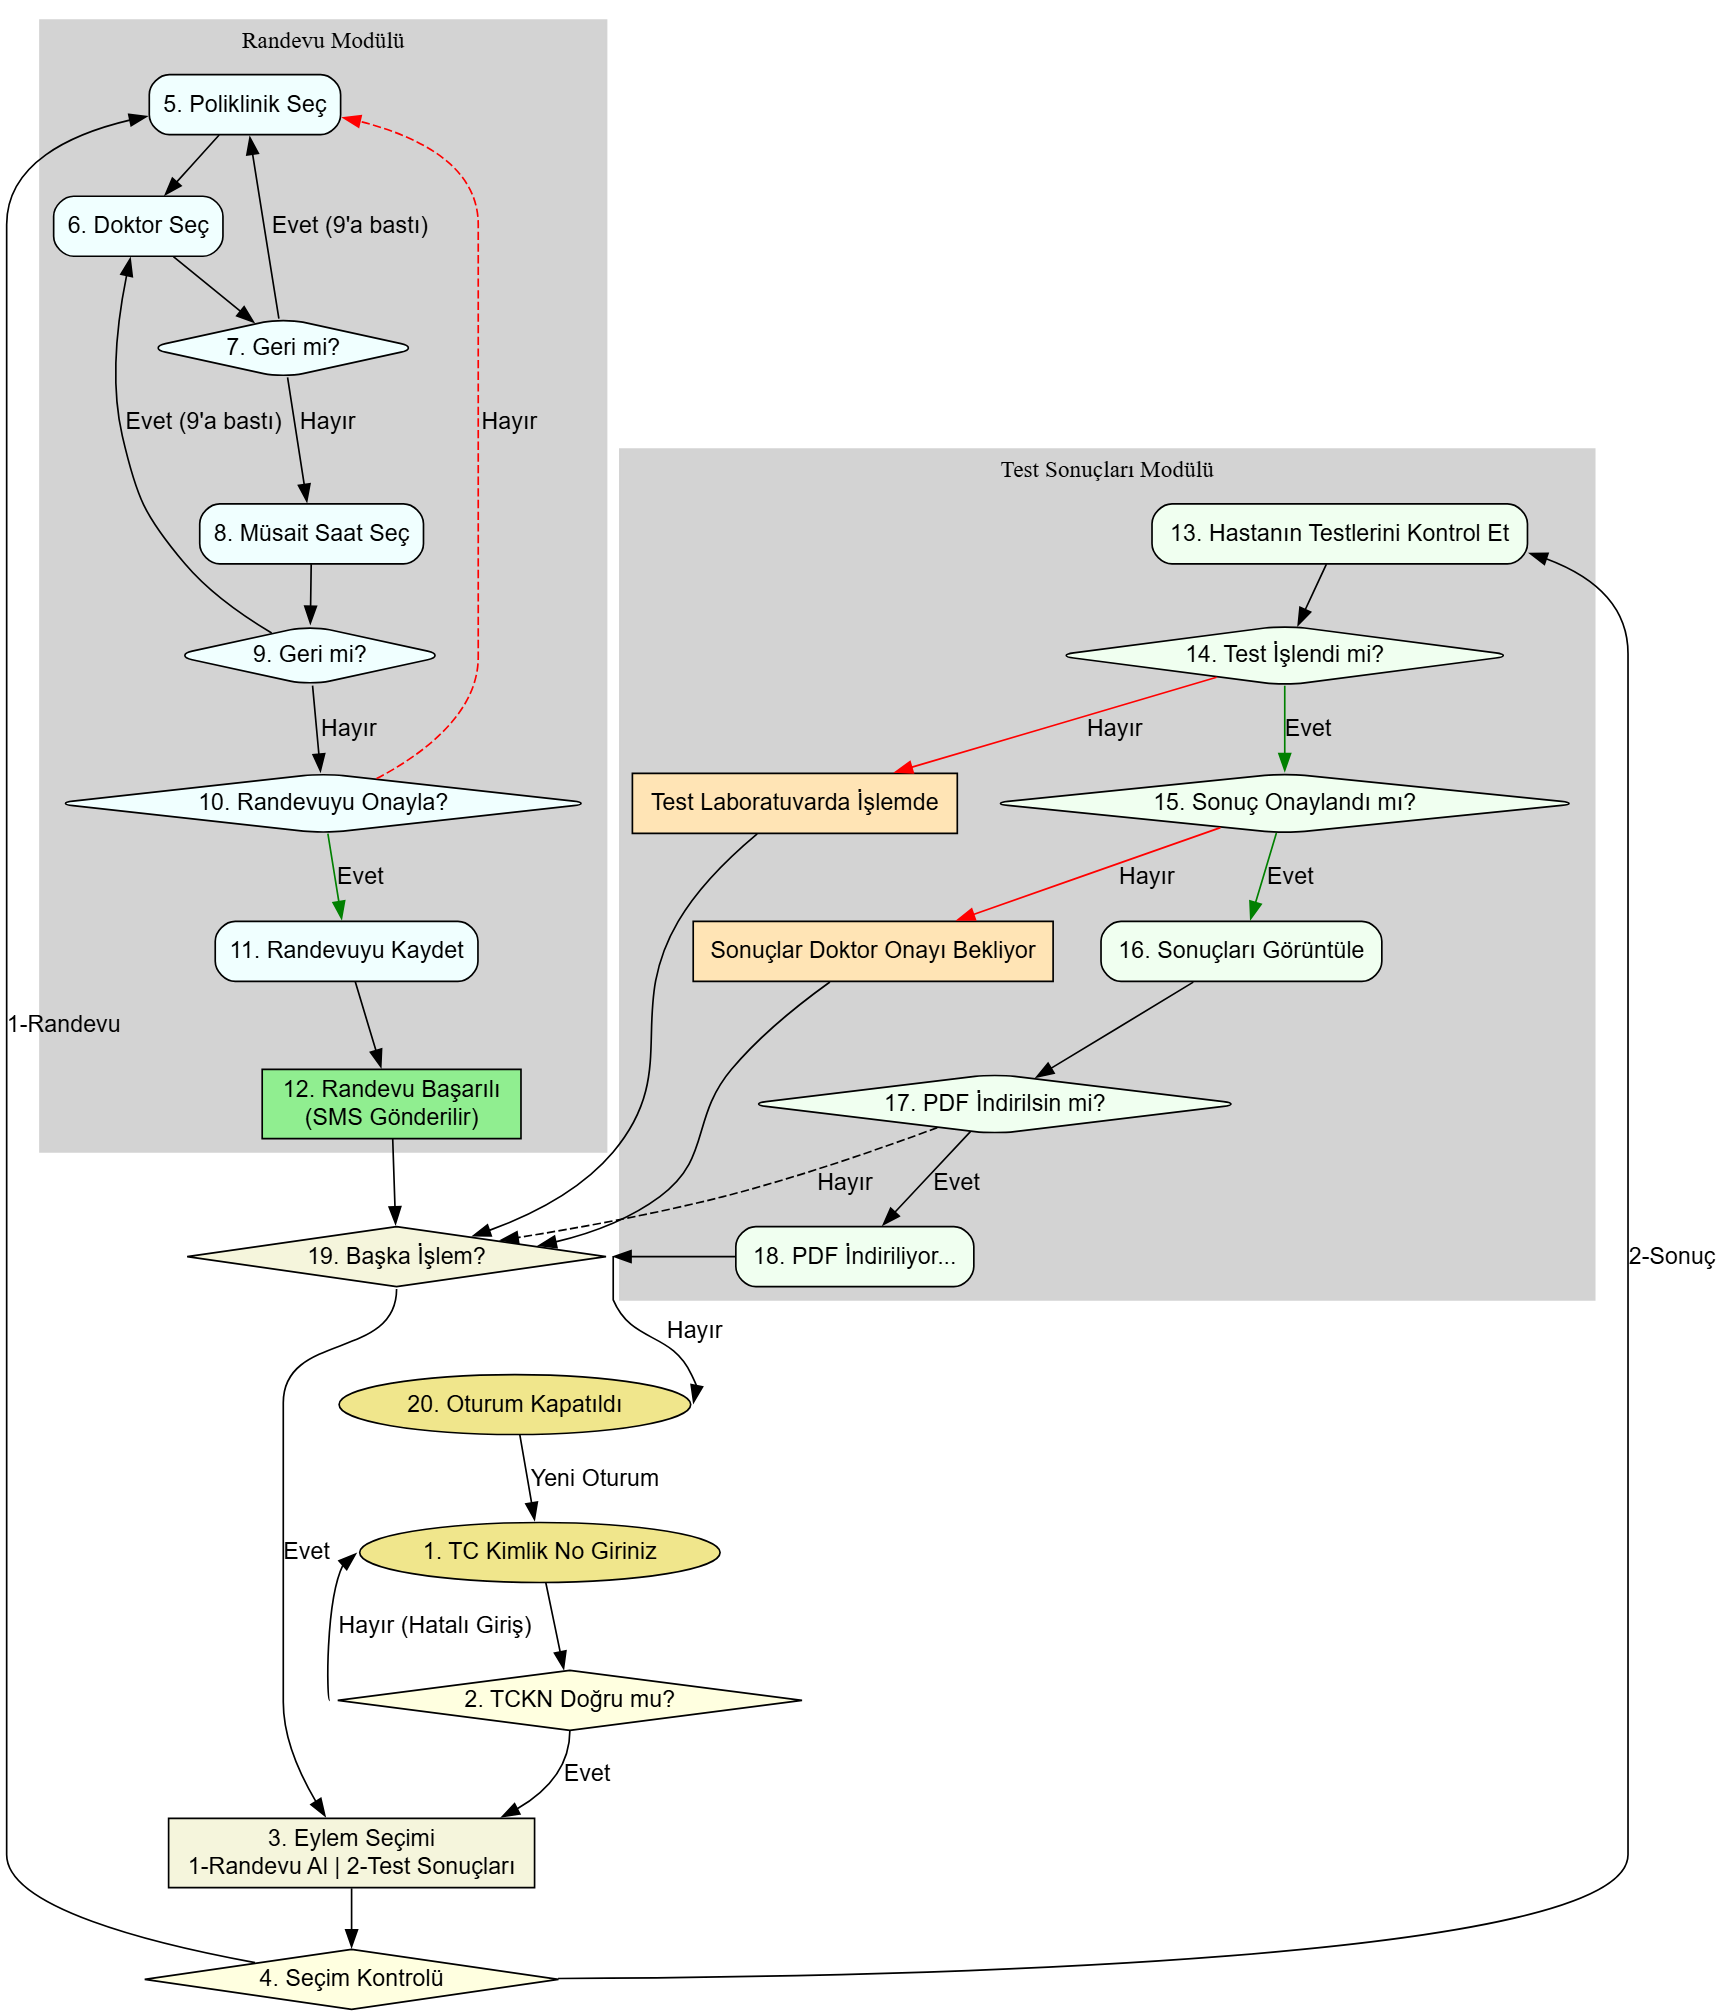 Randevu Modülü
5. Poliklinik Seç
6. Doktor Seç
Evet (9'a bastı)
7. Geri mi?
Evet (9'a bastı)
Hayır
Hayır
8. Müsait Saat Seç
9. Geri mi?
Hayır
10. Randevuyu Onayla?
Evet
11. Randevuyu Kaydet
1-Randevu
12. Randevu Başarılı
(SMS Gönderilir)
Test Sonuçları Modülü
13. Hastanın Testlerini Kontrol Et
14. Test İşlendi mi?
Hayır
Evet
Test Laboratuvarda İşlemde
15. Sonuç Onaylandı mı?
Hayır
Evet
Sonuçlar Doktor Onayı Bekliyor
16. Sonuçları Görüntüle
17. PDF İndirilsin mi?
Hayır
Evet
18. PDF İndiriliyor...
2-Sonuç
19. Başka İşlem?
Hayır
20. Oturum Kapatıldı
Yeni Oturum
Evet
1. TC Kimlik No Giriniz
Hayır (Hatalı Giriş)
2. TCKN Doğru mu?
Evet
3. Eylem Seçimi
1-Randevu Al | 2-Test Sonuçları
4. Seçim Kontrolü